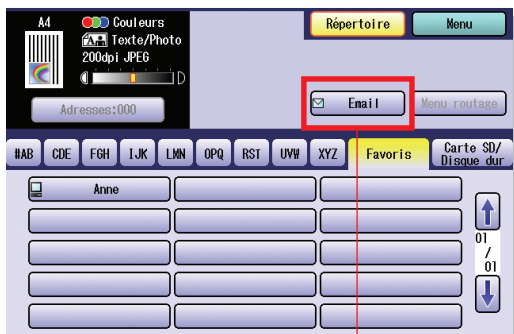 A4 Couleurs
A Texte/Photo
200dpi JPEG
D
Adresses:000
Répertoire Menu
Email Menu routage
#AB CDE FGH IJK LMN OPQ RST UVW XYZ Favoris Carte SD/
Disque dur
Anne
01
/
01